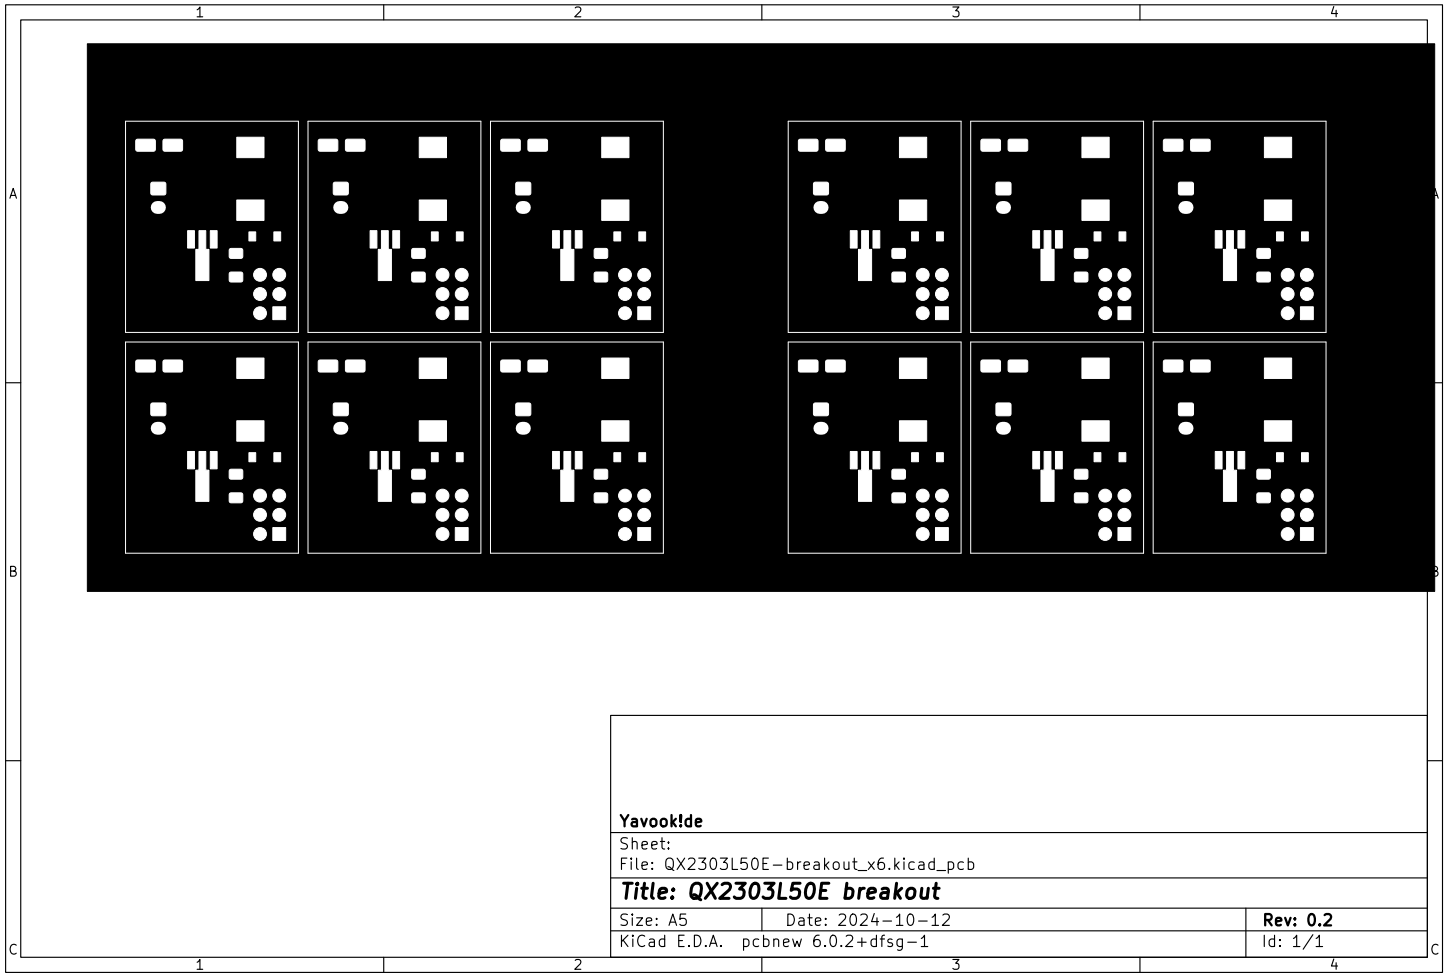 1 2 3 4
A A
B B
Yavook!de
Sheet:
File: QX2303L50E-breakout_x6.kicad_pcb
Title: QX2303L50E breakout
Size: A5 Date: 2024-10-12 Rev: 0.2
KiCad E.D.A. pcbnew 6.0.2+dfsg-1 Id: 1/1
C C
1 2 3 4